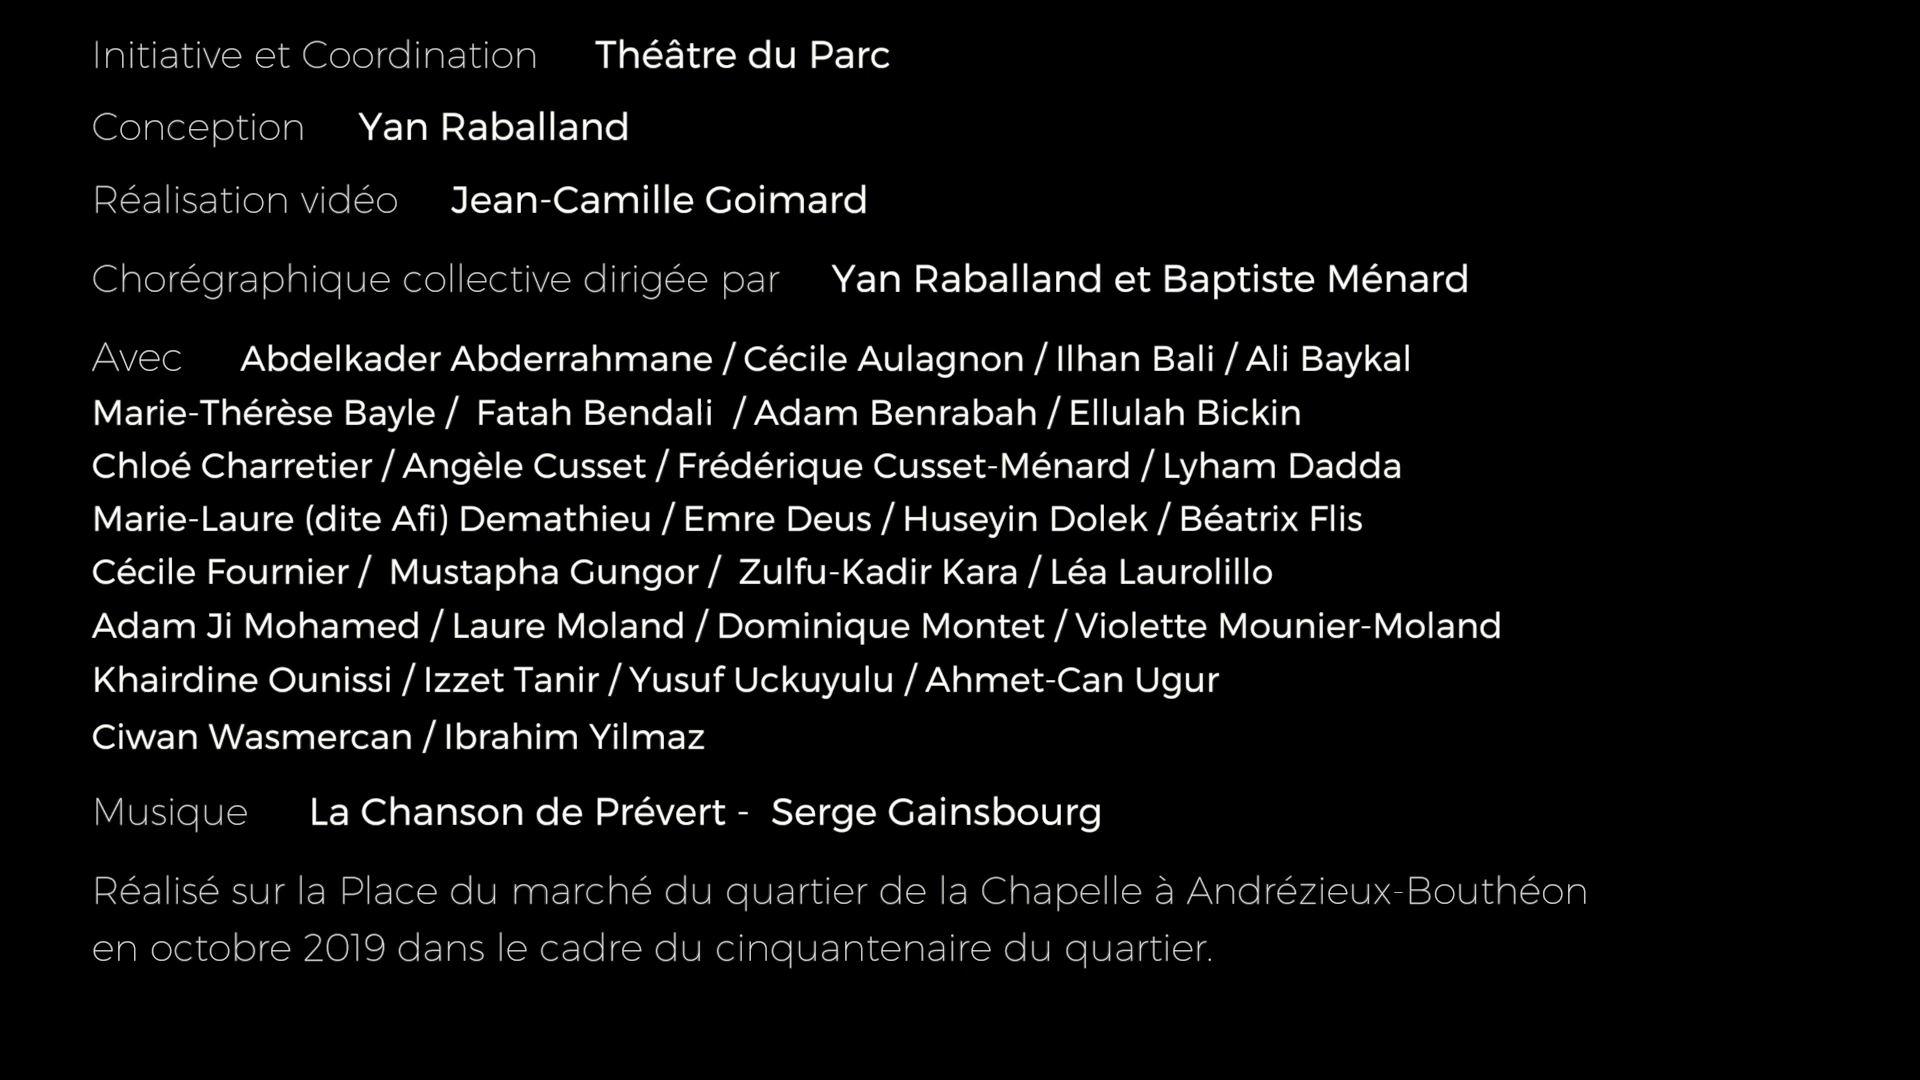 Initiative et Coordination Théâtre du Parc
Conception Yan Raballand
Réalisation vidéo Jean-Camille Goimard
Chorégraphique collective dirigée par Yan Raballand et Baptiste Ménard
Avec Abdelkader Abderrahmane / Cécile Aulagnon / Ilhan Bali / Ali Baykal
Marie-Thérèse Bayle / Fatah Bendali / Adam Benrabah / Ellulah Bickin
Chloé Charretier / Angèle Cusset / Frédérique Cusset-Ménard / Lyham Dadda
Marie-Laure (dite Afi) Demathieu / Emre Deus / Huseyin Dolek / Béatrix Flis
Cécile Fournier / Mustapha Gungor / Zulfu-Kadir Kara / Léa Laurolillo
Adam Ji Mohamed / Laure Moland / Dominique Montet / Violette Mounier-Moland
Khairdine Ounissi / Izzet Tanir / Yusuf Uckuyulu / Ahmet-Can Ugur
Ciwan Wasmercan / Ibrahim Yilmaz
Musique La Chanson de Prévert - Serge Gainsbourg
Réalisé sur la Place du marché du quartier de la Chapelle à Andrézieux-Bouthéon
en octobre 2019 dans le cadre du cinquantenaire du quartier.